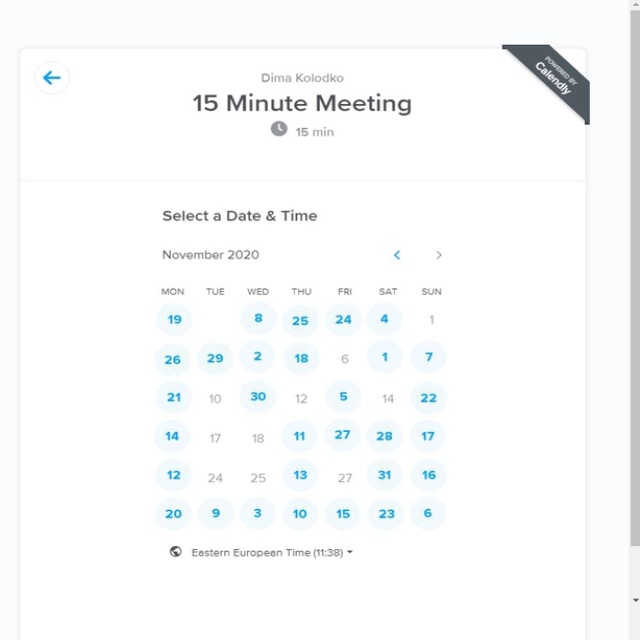 POWERED BY
Calendly
Dima Kolodko
15 Minute Meeting
15 min
Select a Date & Time
November 2020
MON TUE WED THU FRI SAT SUN
19 8 25 24 4 1
26 29 2 18 6 1 7
21 10 30 12 5 14 22
14 17 18 11 27 28 17
12 24 25 13 27 31 16
20 9 3 10 15 23 6
Eastern European Time (11:38)